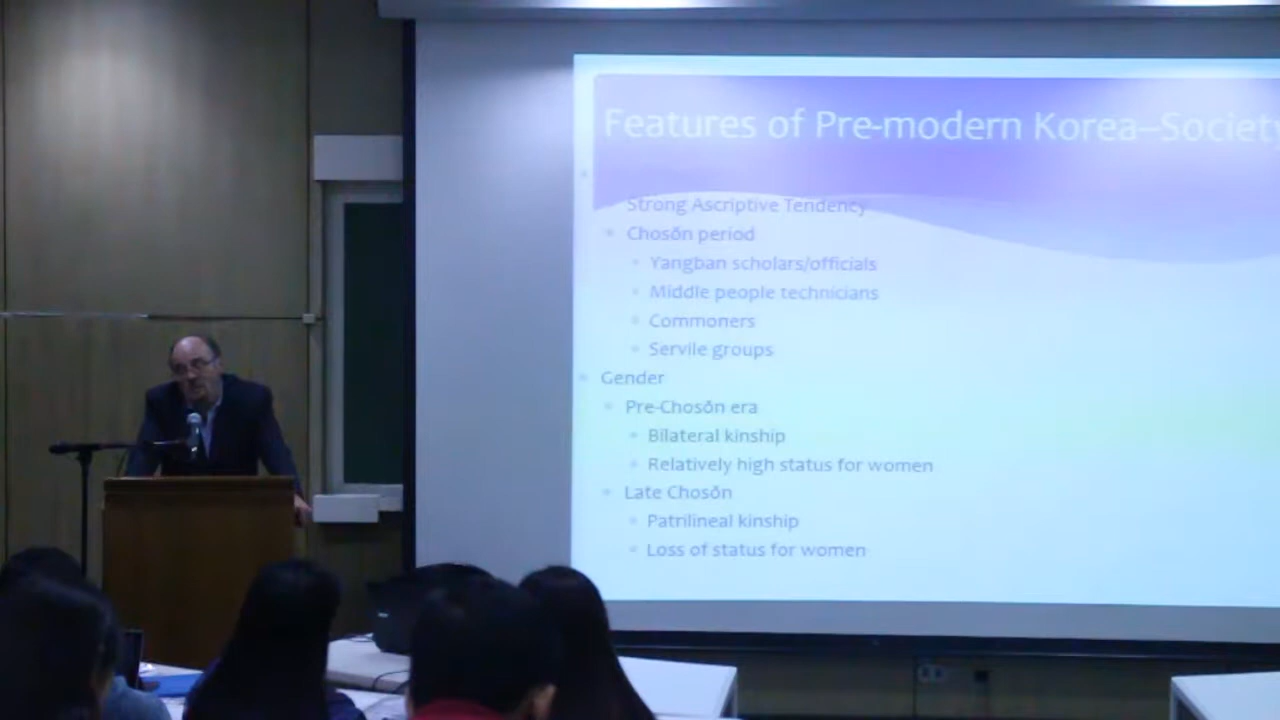 Features of Pre-modern Korea—Society
Strong Ascriptive Tendency
Chosŏn period
Yangban scholars/officials
Middle people technicians
Commoners
Servile groups
Gender
Pre-Chosŏn era
Bilateral kinship
Relatively high status for women
Late Chosŏn
Patrilineal kinship
Loss of status for women